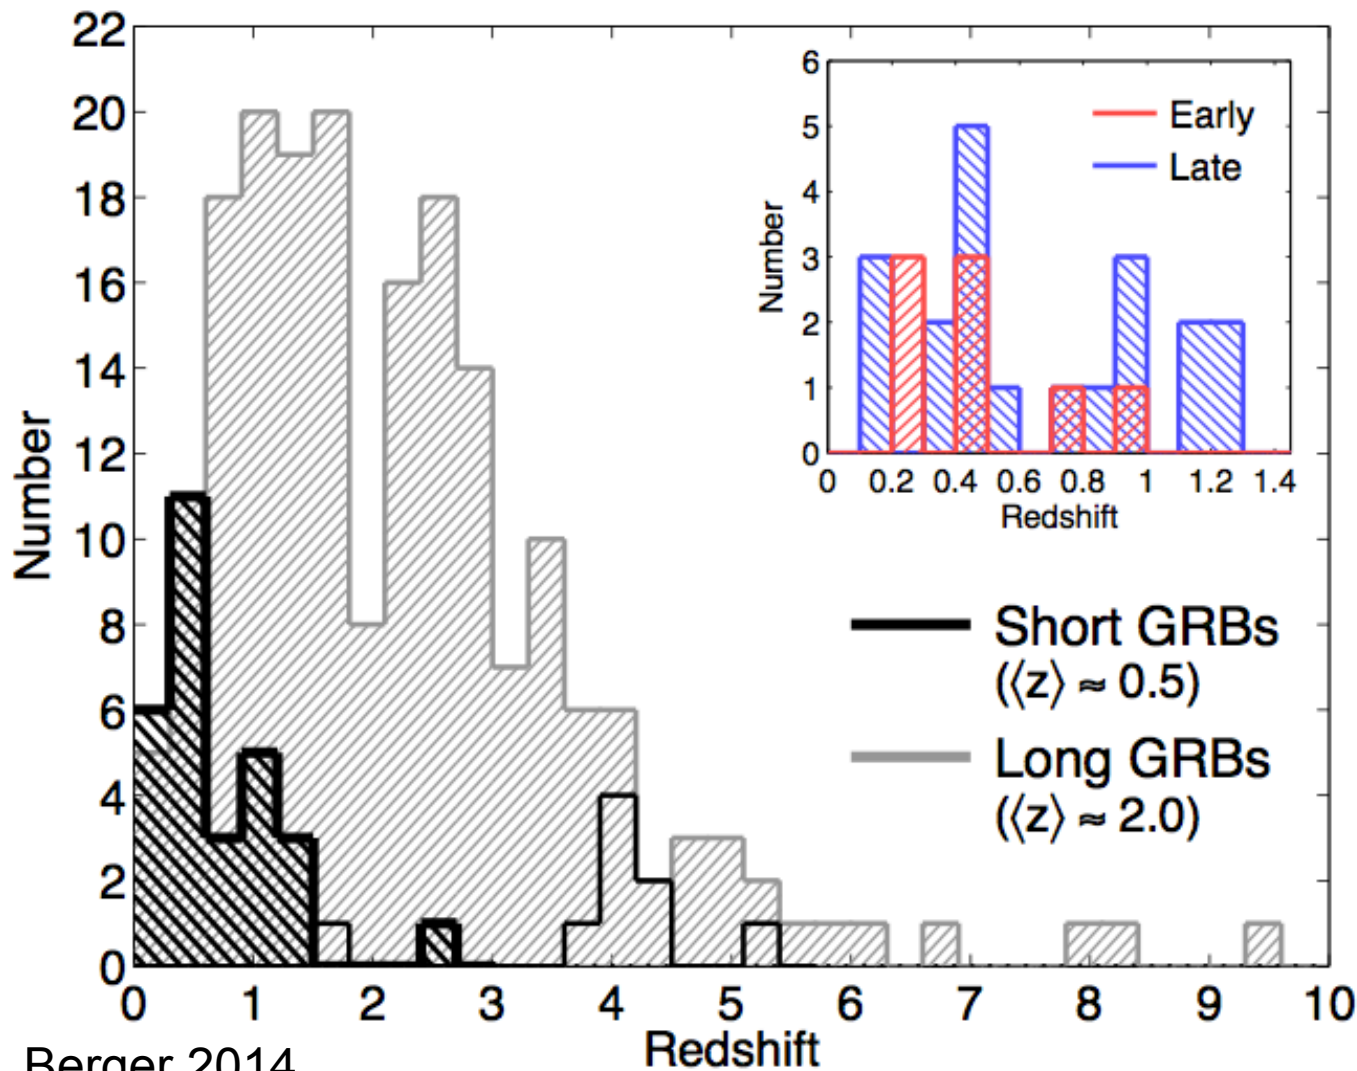 22
20
18
16
14
12
10
8
6
4
2
0
Number
0 1 2 3 4 5 6 7 8 9 10
Redshift
6
5
4
3
2
1
0
Number
0 0.2 0.4 0.6 0.8 1 1.2 1.4
Redshift
Early
Late
Short GRBs
(⟨z⟩ ≈ 0.5)
Long GRBs
(⟨z⟩ ≈ 2.0)
Berger 2014